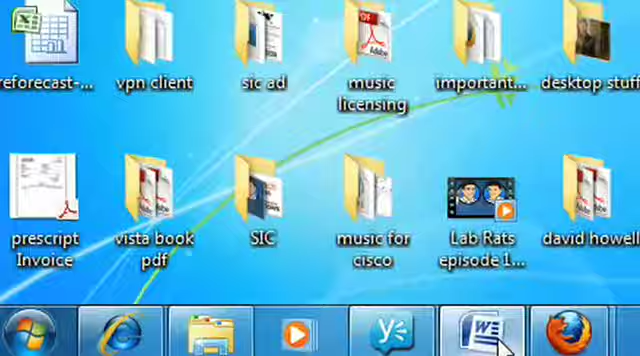 reforecast-...
vpn client
sic ad
music
licensing
important...
desktop stuff
prescript
Invoice
vista book
pdf
SIC
music for
cisco
Lab Rats
episode 1...
david howell